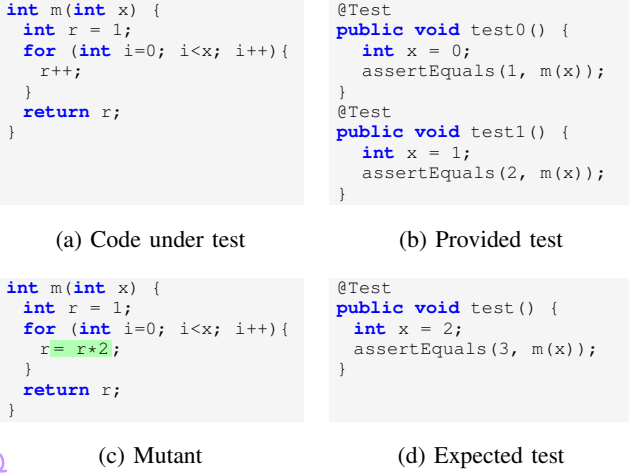 int m(int x) {
  int r = 1;
  for (int i=0; i<x; i++){
    r++;
  }
  return r;
}
@Test
public void test0() {
  int x = 0;
  assertEquals(1, m(x));
}
@Test
public void test1() {
  int x = 1;
  assertEquals(2, m(x));
}
(a) Code under test
(b) Provided test
int m(int x) {
  int r = 1;
  for (int i=0; i<x; i++){
    r= r*2;
  }
  return r;
}
@Test
public void test() {
  int x = 2;
  assertEquals(3, m(x));
}
(c) Mutant
(d) Expected test